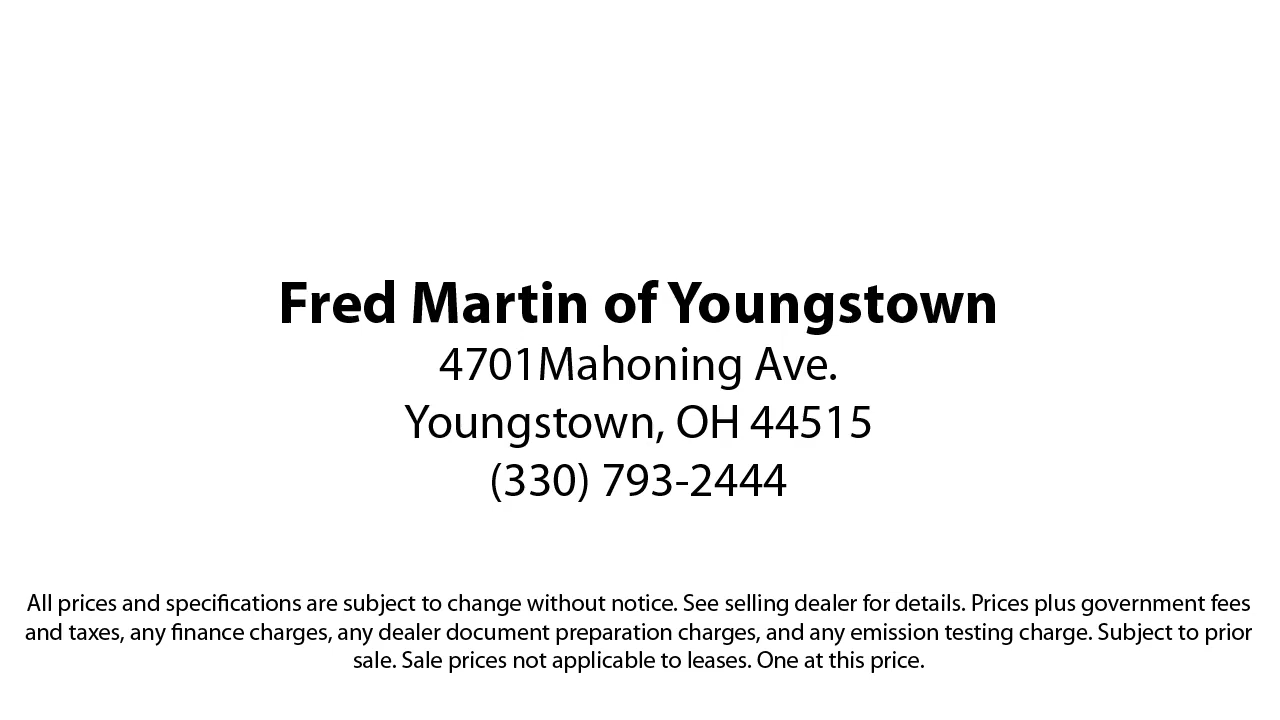 Fred Martin of Youngstown
4701Mahoning Ave.
Youngstown, OH 44515
(330) 793-2444
All prices and specifications are subject to change without notice. See selling dealer for details. Prices plus government fees
and taxes, any finance charges, any dealer document preparation charges, and any emission testing charge. Subject to prior
sale. Sale prices not applicable to leases. One at this price.